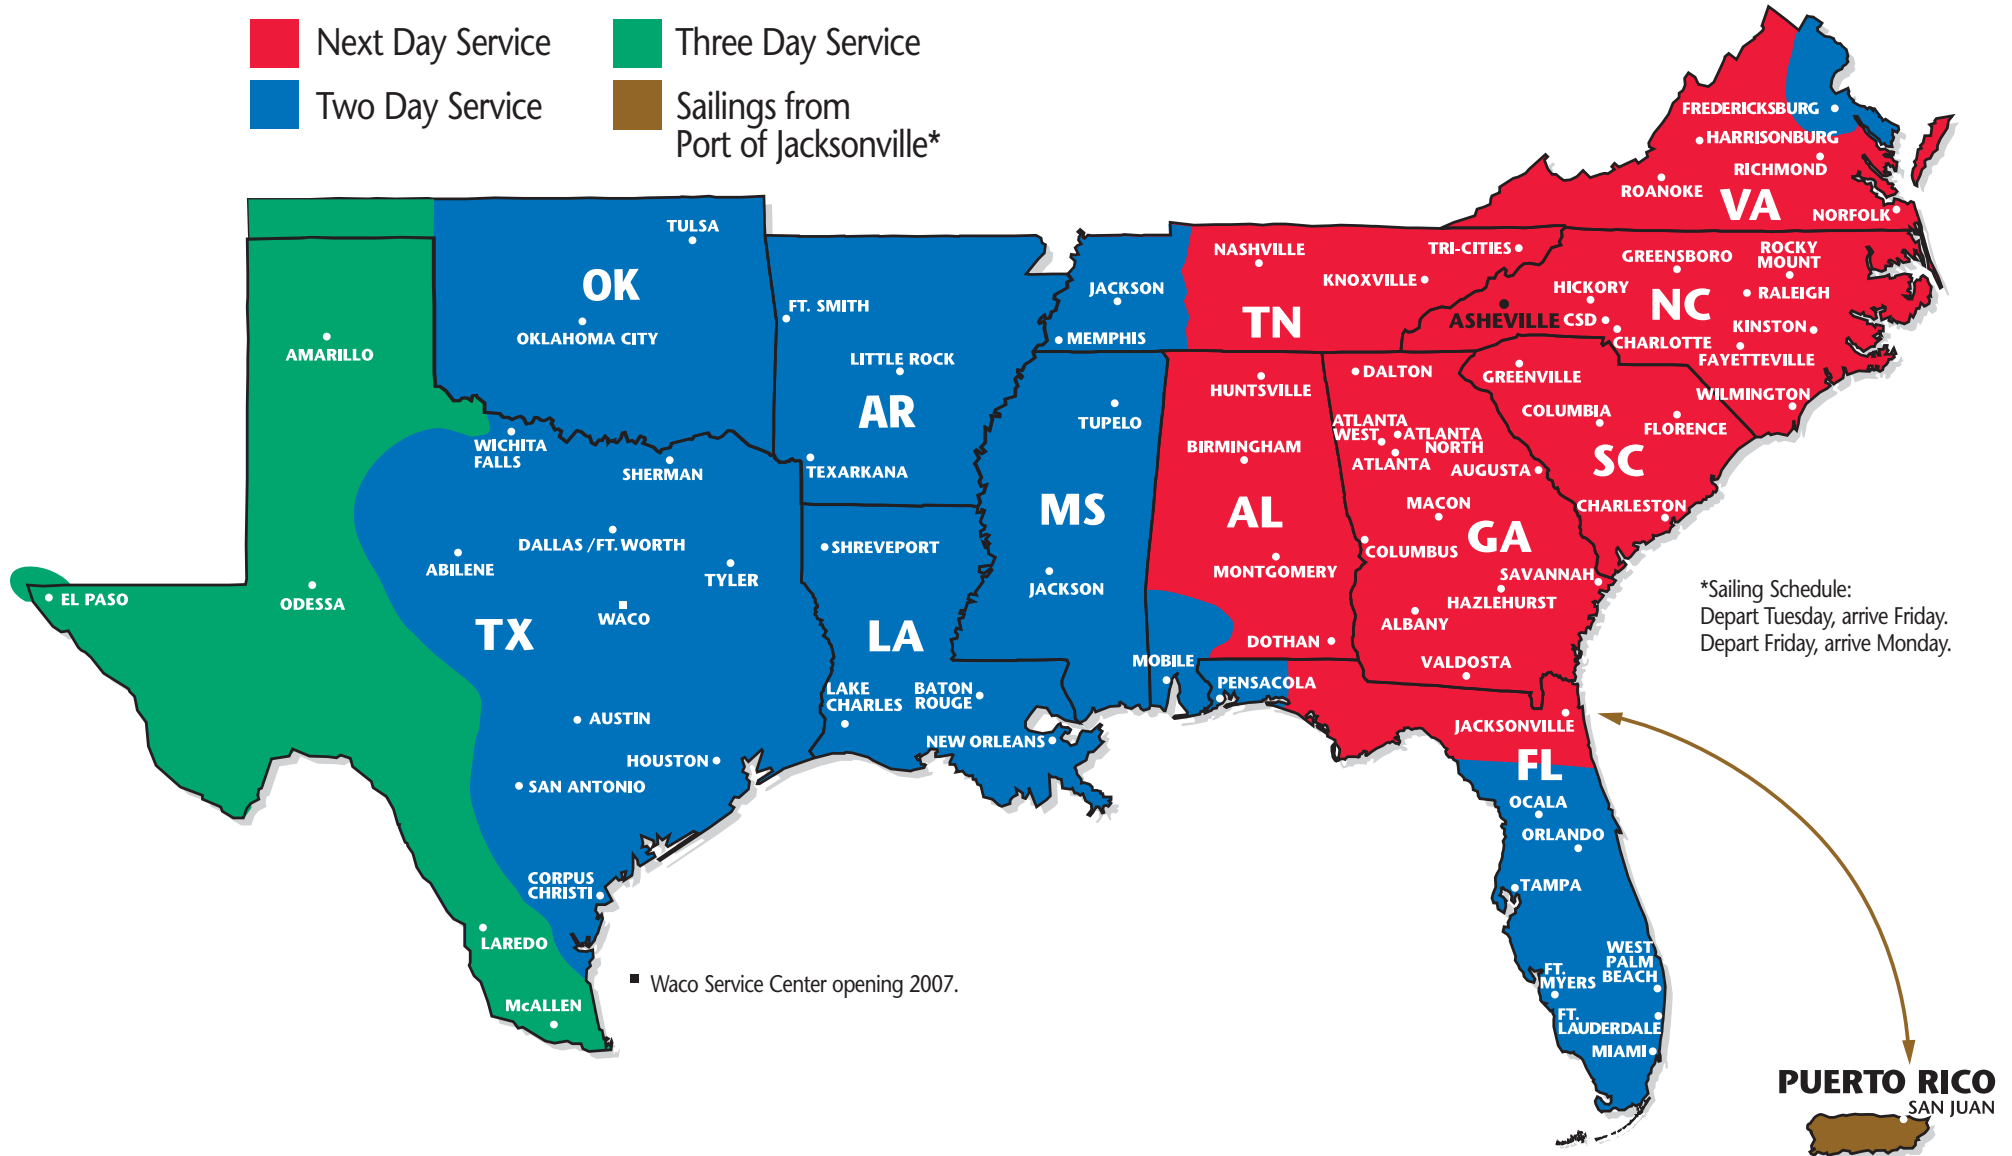 Next Day Service
Two Day Service
Three Day Service
Sailings from
Port of Jacksonville*
FREDERICKSBURG
HARRISONBURG
RICHMOND
ROANOKE
VA
NORFOLK
TULSA
OK
OKLAHOMA CITY
AMARILLO
FT. SMITH
LITTLE ROCK
AR
TEXARKANA
JACKSON
MEMPHIS
NASHVILLE
TRI-CITIES
KNOXVILLE
TN
GREENSBORO
ROCKY
MOUNT
HICKORY
NC
RALEIGH
ASHEVILLE
CSD
KINSTON
CHARLOTTE
FAYETTEVILLE
WILMINGTON
GREENVILLE
COLUMBIA
FLORENCE
SC
CHARLESTON
TUPELO
MS
JACKSON
HUNTSVILLE
BIRMINGHAM
AL
MONTGOMERY
DOTHAN
MOBILE
DALTON
ATLANTA
WEST
ATLANTA
NORTH
ATLANTA
AUGUSTA
MACON
GA
COLUMBUS
SAVANNAH
HAZLEHURST
ALBANY
VALDOSTA
WICHITA
FALLS
SHERMAN
DALLAS /FT. WORTH
ABILENE
TYLER
EL PASO
ODESSA
WACO
TX
AUSTIN
HOUSTON
SAN ANTONIO
CORPUS
CHRISTI
LAREDO
McALLEN
SHREVEPORT
LA
LAKE
CHARLES
BATON
ROUGE
NEW ORLEANS
PENSACOLA
JACKSONVILLE
FL
OCALA
ORLANDO
TAMPA
WEST
PALM
BEACH
FT.
MYERS
FT.
LAUDERDALE
MIAMI
*Sailing Schedule:
Depart Tuesday, arrive Friday.
Depart Friday, arrive Monday.
■ Waco Service Center opening 2007.
PUERTO RICO
SAN JUAN